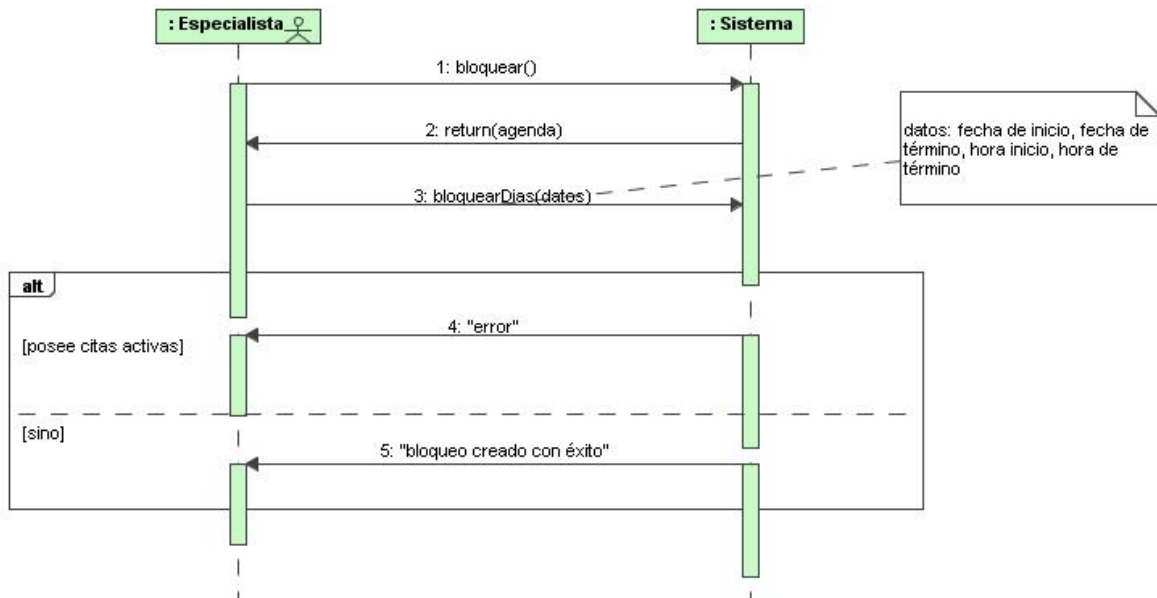 : Especialista
: Sistema
1: bloquear()
2: return(agenda)
datos: fecha de inicio, fecha de
término, hora inicio, hora de
término
3: bloquearDias(datos)
alt
4: "error"
[posee citas activas]
[sino]
5: "bloqueo creado con éxito"